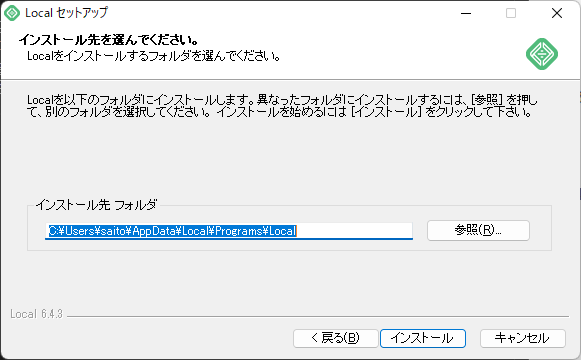 Local セットアップ
インストール先を選んでください。
Localをインストールするフォルダを選んでください。
Localを以下のフォルダにインストールします。異なったフォルダにインストールするには、[参照] を押し
て、別のフォルダを選択してください。 インストールを始めるには [インストール] をクリックして下さい。
インストール先 フォルダ
C:¥Users¥saito¥AppData¥Local¥Programs¥Local
参照(R)...
Local 6.4.3
< 戻る(B)
インストール
キャンセル